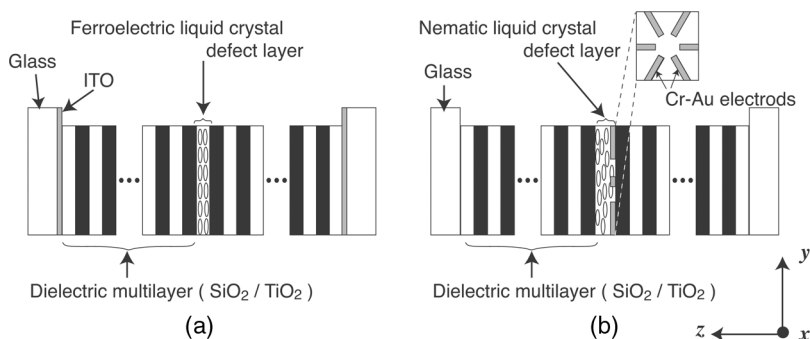 Ferroelectric liquid crystal
defect layer
Glass
ITO
Dielectric multilayer ( SiO2 / TiO2 )
(a)
Nematic liquid crystal
defect layer
Glass
Cr-Au electrods
Dielectric multilayer ( SiO2 / TiO2 )
(b)
y
z
x